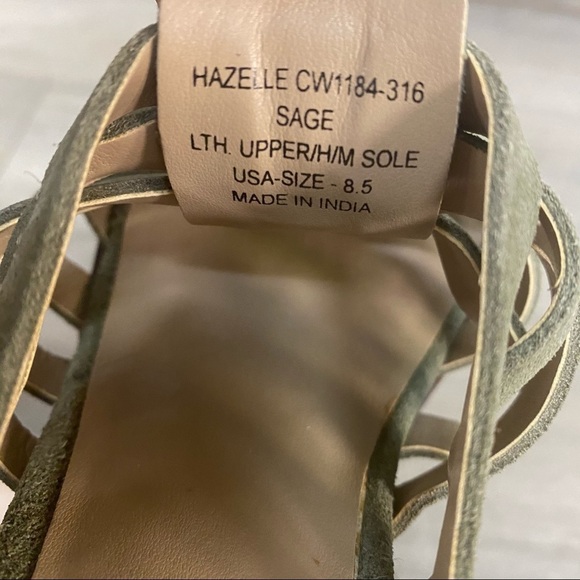 HAZELLE CW1184-316
SAGE
LTH. UPPER/H/M SOLE
USA-SIZE - 8.5
MADE IN INDIA